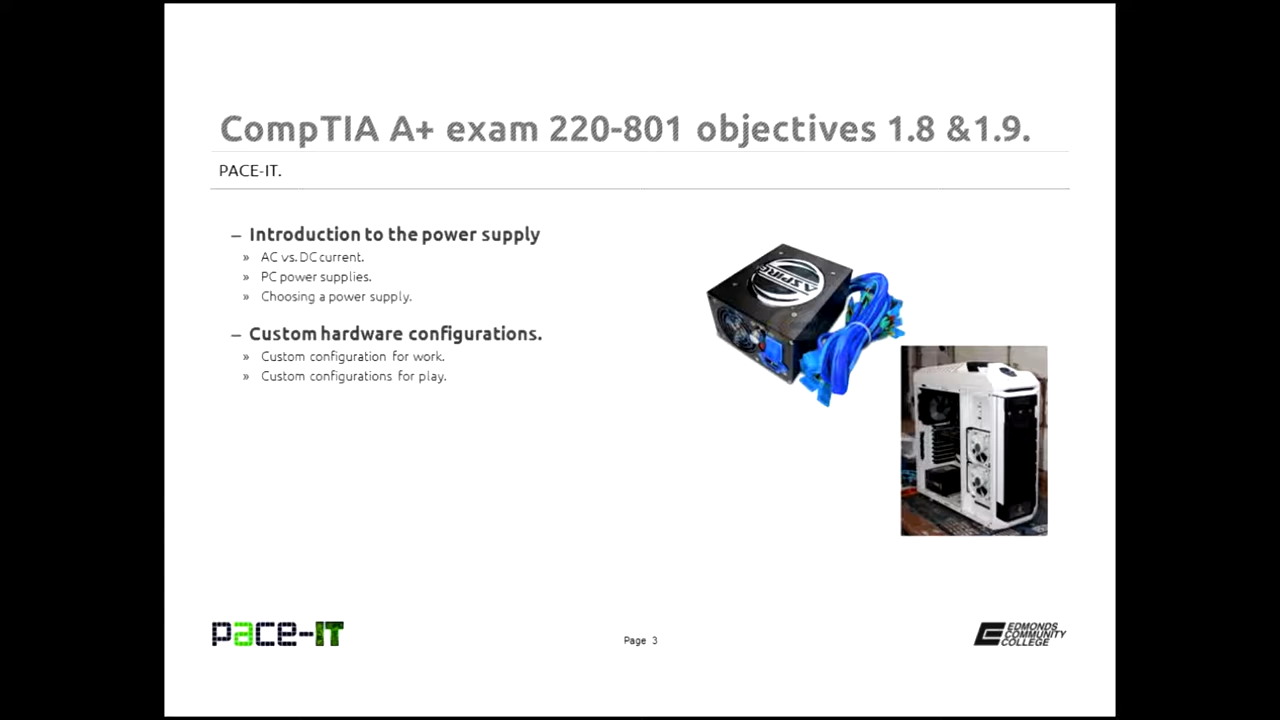 CompTIA A+ exam 220-801 objectives 1.8 &1.9.
PACE-IT.
– Introduction to the power supply
» AC vs. DC current.
» PC power supplies.
» Choosing a power supply.
– Custom hardware configurations.
» Custom configuration for work.
» Custom configurations for play.
ASPIRE
pace-IT
Page 3
EDMONDS
COMMUNITY
COLLEGE